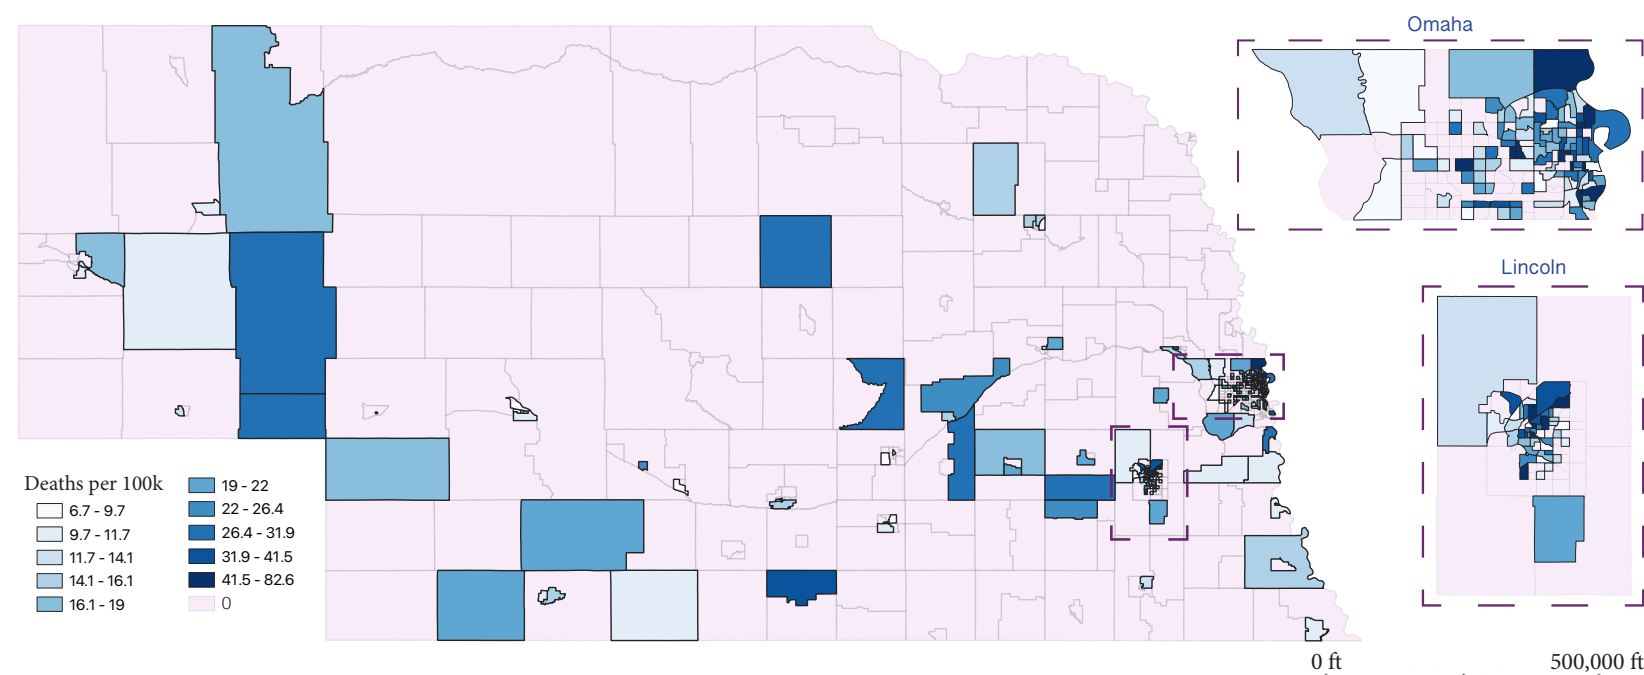 Omaha
Lincoln
Deaths per 100k
6.7 - 9.7
9.7 - 11.7
11.7 - 14.1
14.1 - 16.1
16.1 - 19
19 - 22
22 - 26.4
26.4 - 31.9
31.9 - 41.5
41.5 - 82.6
0
0 ft 500,000 ft